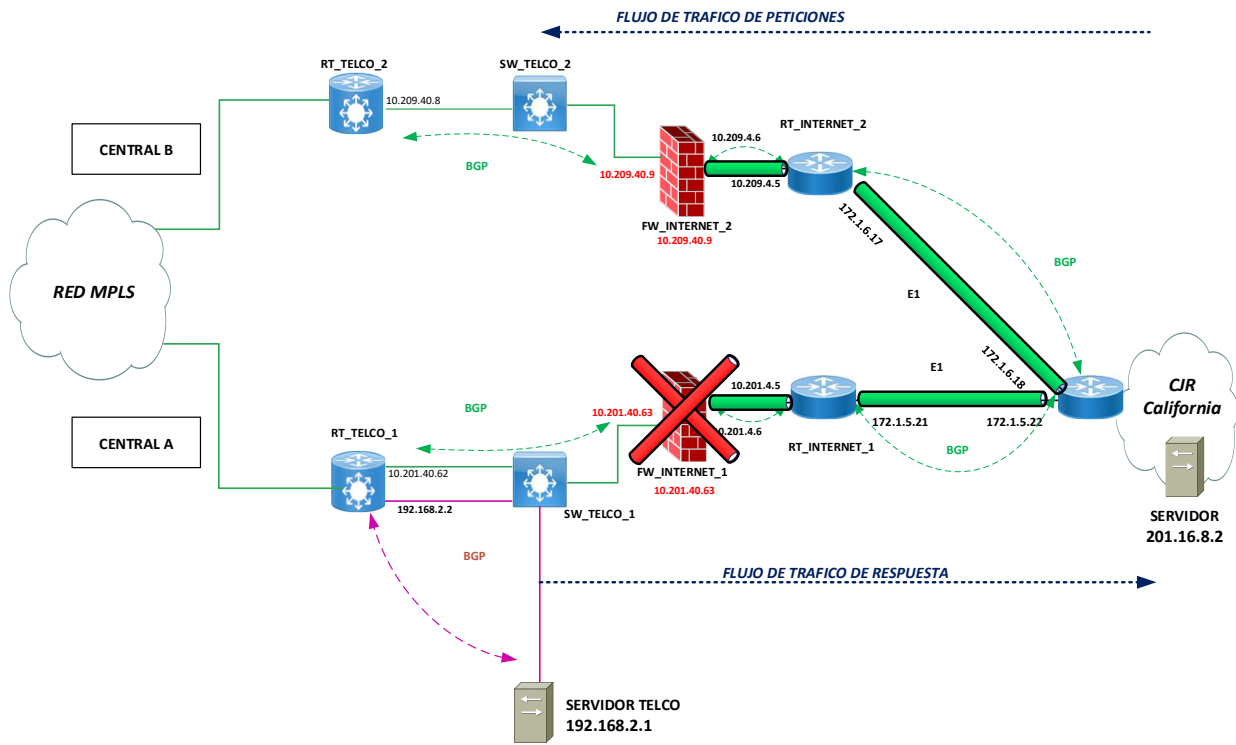 FLUJO DE TRAFICO DE PETICIONES
RT_TELCO_2
SW_TELCO_2
10.209.40.8
CENTRAL B
BGP
10.209.40.9
FW_INTERNET_2
10.209.40.9
10.209.4.6
10.209.4.5
RT_INTERNET_2
172.1.6.17
BGP
E1
172.1.6.18
RED MPLS
CENTRAL A
RT_TELCO_1
BGP
10.201.40.63
10.201.40.62
192.168.2.2
SW_TELCO_1
FW_INTERNET_1
10.201.40.63
10.201.4.5
10.201.4.6
RT_INTERNET_1
E1
172.1.5.21
172.1.5.22
BGP
CJR
California
SERVIDOR
201.16.8.2
BGP
FLUJO DE TRAFICO DE RESPUESTA
SERVIDOR TELCO
192.168.2.1